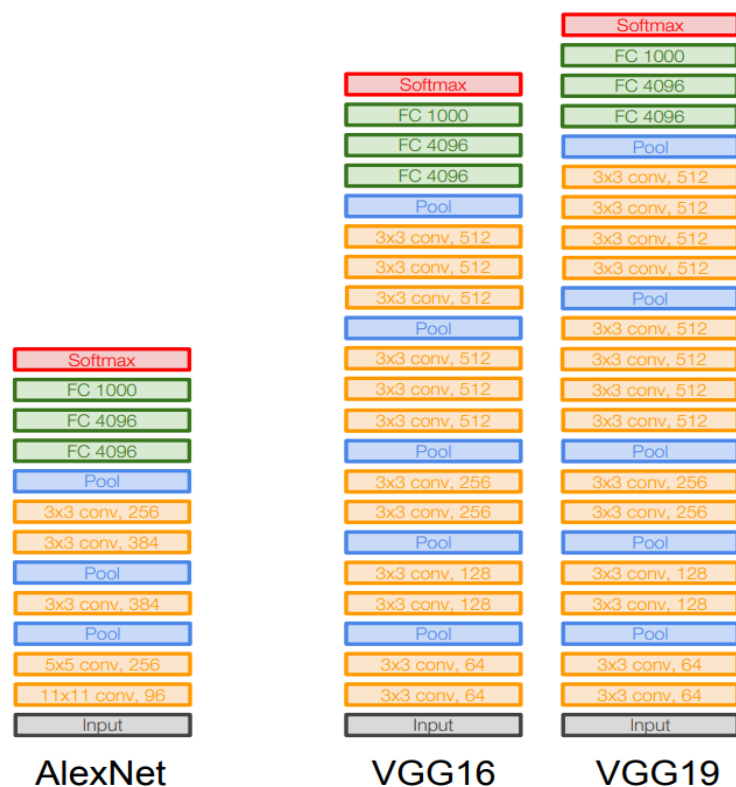 Softmax
FC 1000
FC 4096
FC 4096
Pool
3x3 conv, 256
3x3 conv, 384
Pool
3x3 conv, 384
Pool
5x5 conv, 256
11x11 conv, 96
Input
AlexNet
Softmax
FC 1000
FC 4096
FC 4096
Pool
3x3 conv, 512
3x3 conv, 512
3x3 conv, 512
Pool
3x3 conv, 512
3x3 conv, 512
3x3 conv, 512
Pool
3x3 conv, 256
3x3 conv, 256
Pool
3x3 conv, 128
3x3 conv, 128
Pool
3x3 conv, 64
3x3 conv, 64
Input
VGG16
Softmax
FC 1000
FC 4096
FC 4096
Pool
3x3 conv, 512
3x3 conv, 512
3x3 conv, 512
3x3 conv, 512
Pool
3x3 conv, 512
3x3 conv, 512
3x3 conv, 512
3x3 conv, 512
Pool
3x3 conv, 256
3x3 conv, 256
Pool
3x3 conv, 128
3x3 conv, 128
Pool
3x3 conv, 64
3x3 conv, 64
Input
VGG19